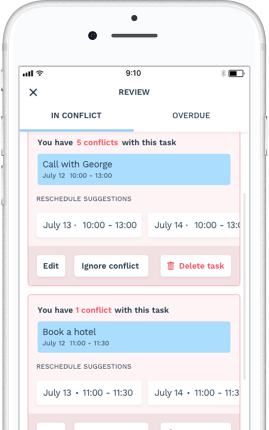 9:10
REVIEW
IN CONFLICT OVERDUE
You have 5 conflicts with this task
Call with George
July 12 10:00 - 13:00
RESCHEDULE SUGGESTIONS
July 13 · 10:00 - 13:00 July 14 · 10:00 - 13:0
Edit Ignore conflict Delete task
You have 1 conflict with this task
Book a hotel
July 12 11:00 - 11:30
RESCHEDULE SUGGESTIONS
July 13 • 11:00 - 11:30 July 14 • 11:00 - 11:3